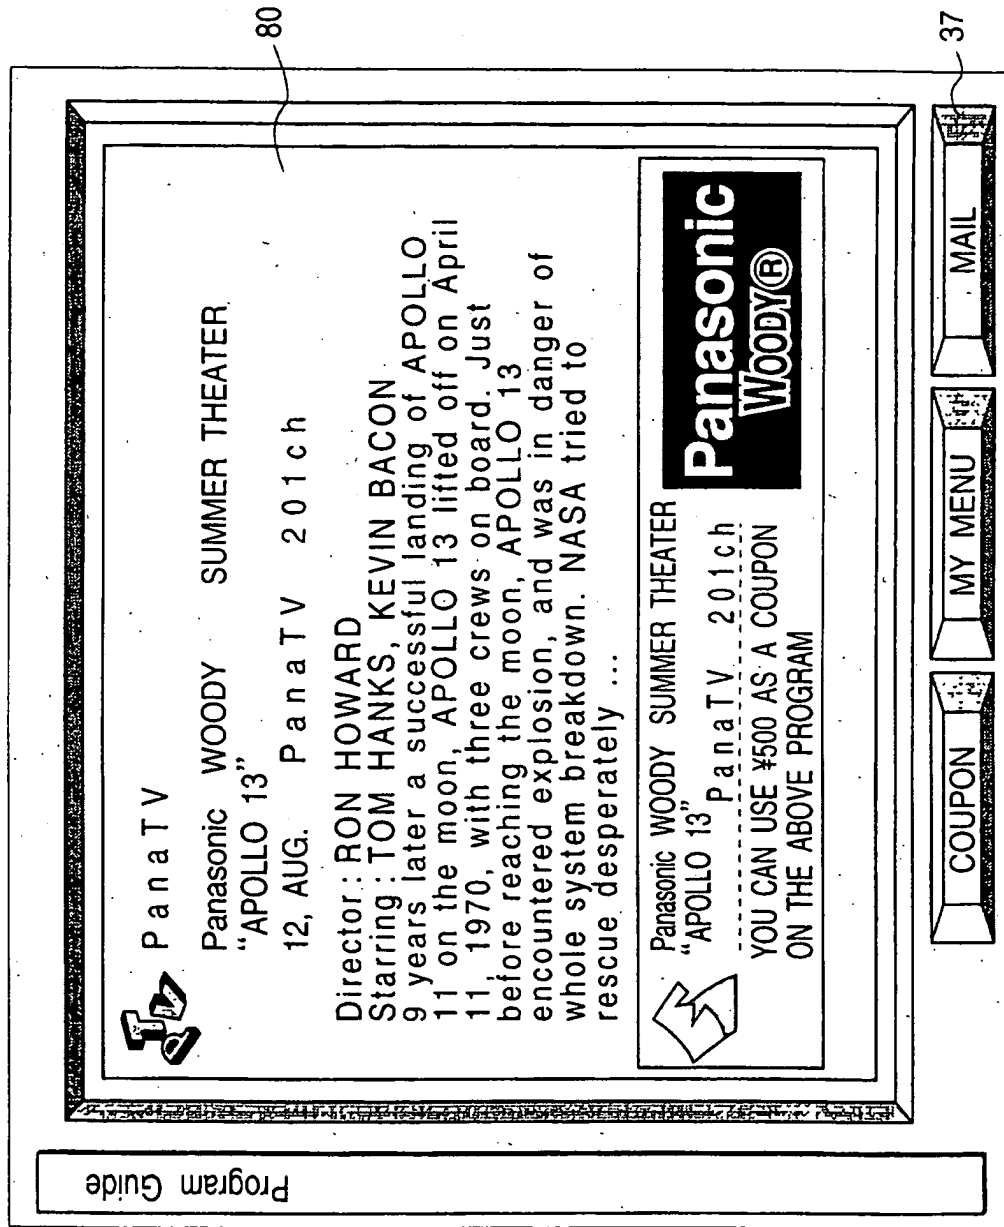 Program Guide
80
PTV
PanaTV
Panasonic WOODY SUMMER THEATER
“APOLLO 13”
12, AUG. PanaTV 201ch
Director : RON HOWARD
Starring : TOM HANKS, KEVIN BACON
9 years later a successful landing of APOLLO
11 on the moon, APOLLO 13 lifted off on April
11, 1970, with three crews on board. Just
before reaching the moon, APOLLO 13
encountered explosion, and was in danger of
whole system breakdown. NASA tried to
rescue desperately ...
Panasonic WOODY SUMMER THEATER
“APOLLO 13”
PanaTV 201ch
YOU CAN USE ¥500 AS A COUPON
ON THE ABOVE PROGRAM
Panasonic
WOODY®
COUPON
MY MENU
MAIL
37